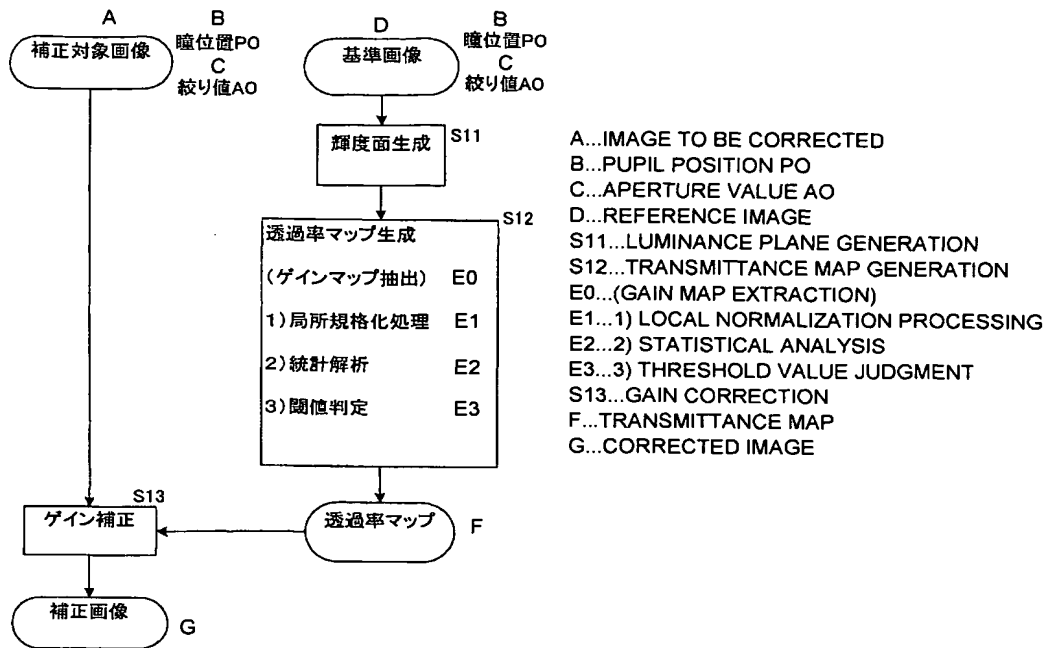 A
B
補正対象画像
瞳位置P0
C
絞り値A0
D
B
基準画像
瞳位置P0
C
絞り値A0
輝度面生成
S11
S12
透過率マップ生成
(ゲインマップ抽出) E0
1)局所規格化処理 E1
2)統計解析 E2
3)閾値判定 E3
S13
ゲイン補正
透過率マップ
F
補正画像
G
A...IMAGE TO BE CORRECTED
B...PUPIL POSITION PO
C...APERTURE VALUE AO
D...REFERENCE IMAGE
S11...LUMINANCE PLANE GENERATION
S12...TRANSMITTANCE MAP GENERATION
E0...(GAIN MAP EXTRACTION)
E1...1) LOCAL NORMALIZATION PROCESSING
E2...2) STATISTICAL ANALYSIS
E3...3) THRESHOLD VALUE JUDGMENT
S13...GAIN CORRECTION
F...TRANSMITTANCE MAP
G...CORRECTED IMAGE